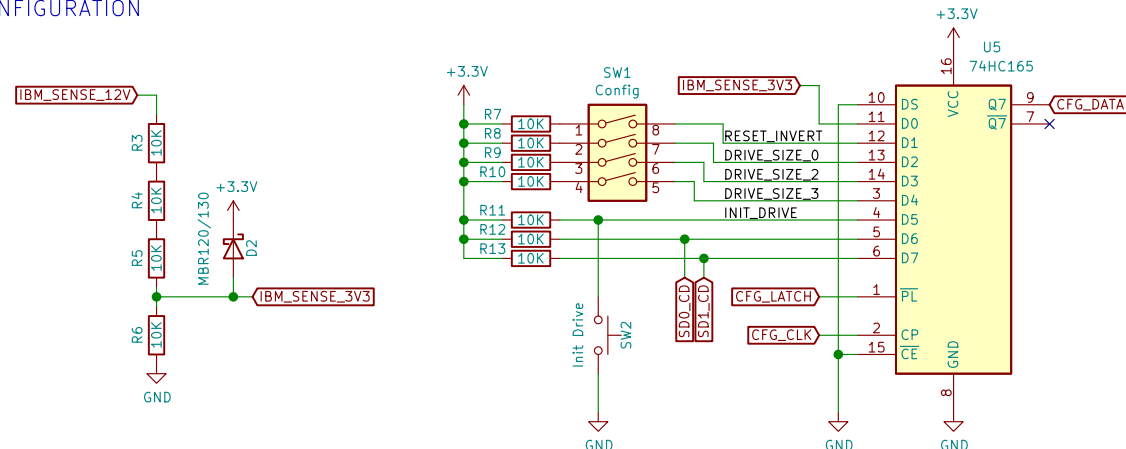 NFIGURATION
IBM_SENSE_12V
R3
10K
R4
10K
R5
10K
R6
10K
GND
+3.3V
MBR120/130
D2
IBM_SENSE_3V3
+3.3V
R7
10K
R8
10K
R9
10K
R10
10K
R11
10K
R12
10K
R13
10K
SW1
Config
1
2
3
4
8
7
6
5
IBM_SENSE_3V3
RESET_INVERT
DRIVE_SIZE_0
DRIVE_SIZE_2
DRIVE_SIZE_3
INIT_DRIVE
SD0_CD
SD1_CD
Init Drive
SW2
GND
CFG_LATCH
CFG_CLK
GND
+3.3V
U5
74HC165
16
VCC
10 DS
11 D0
12 D1
13 D2
14 D3
3 D4
4 D5
5 D6
6 D7
1 PL
2 CP
15 CE
Q7 9
Q7 7
CFG_DATA
GND
8
GND